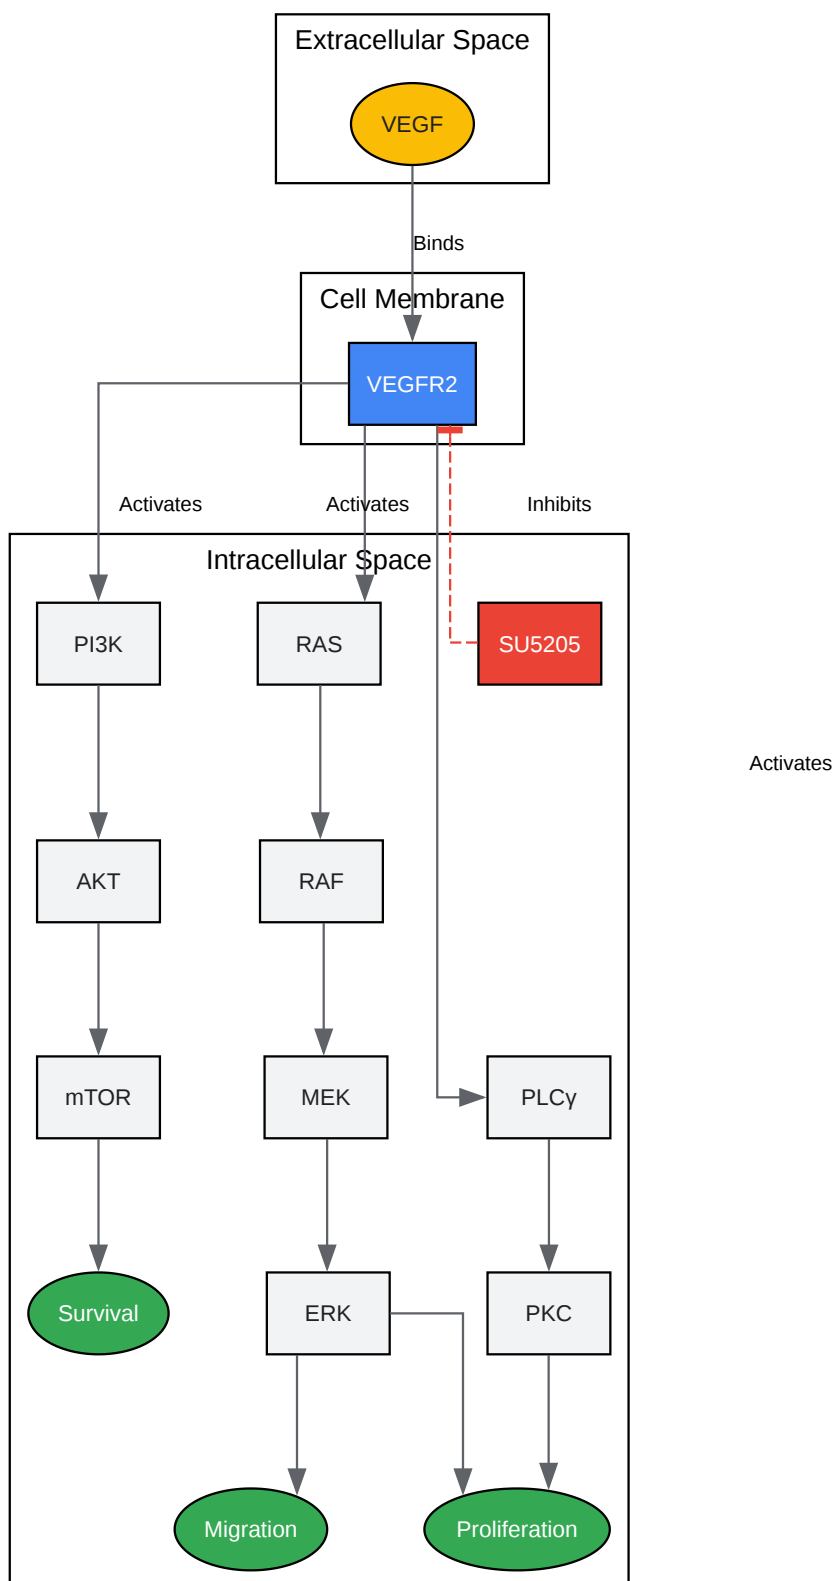 Extracellular Space
VEGF
Binds
Cell Membrane
VEGFR2
Activates
Activates
Inhibits
Intracellular Space
PI3K
RAS
SU5205
Activates
AKT
RAF
mTOR
MEK
PLCγ
Survival
ERK
PKC
Migration
Proliferation